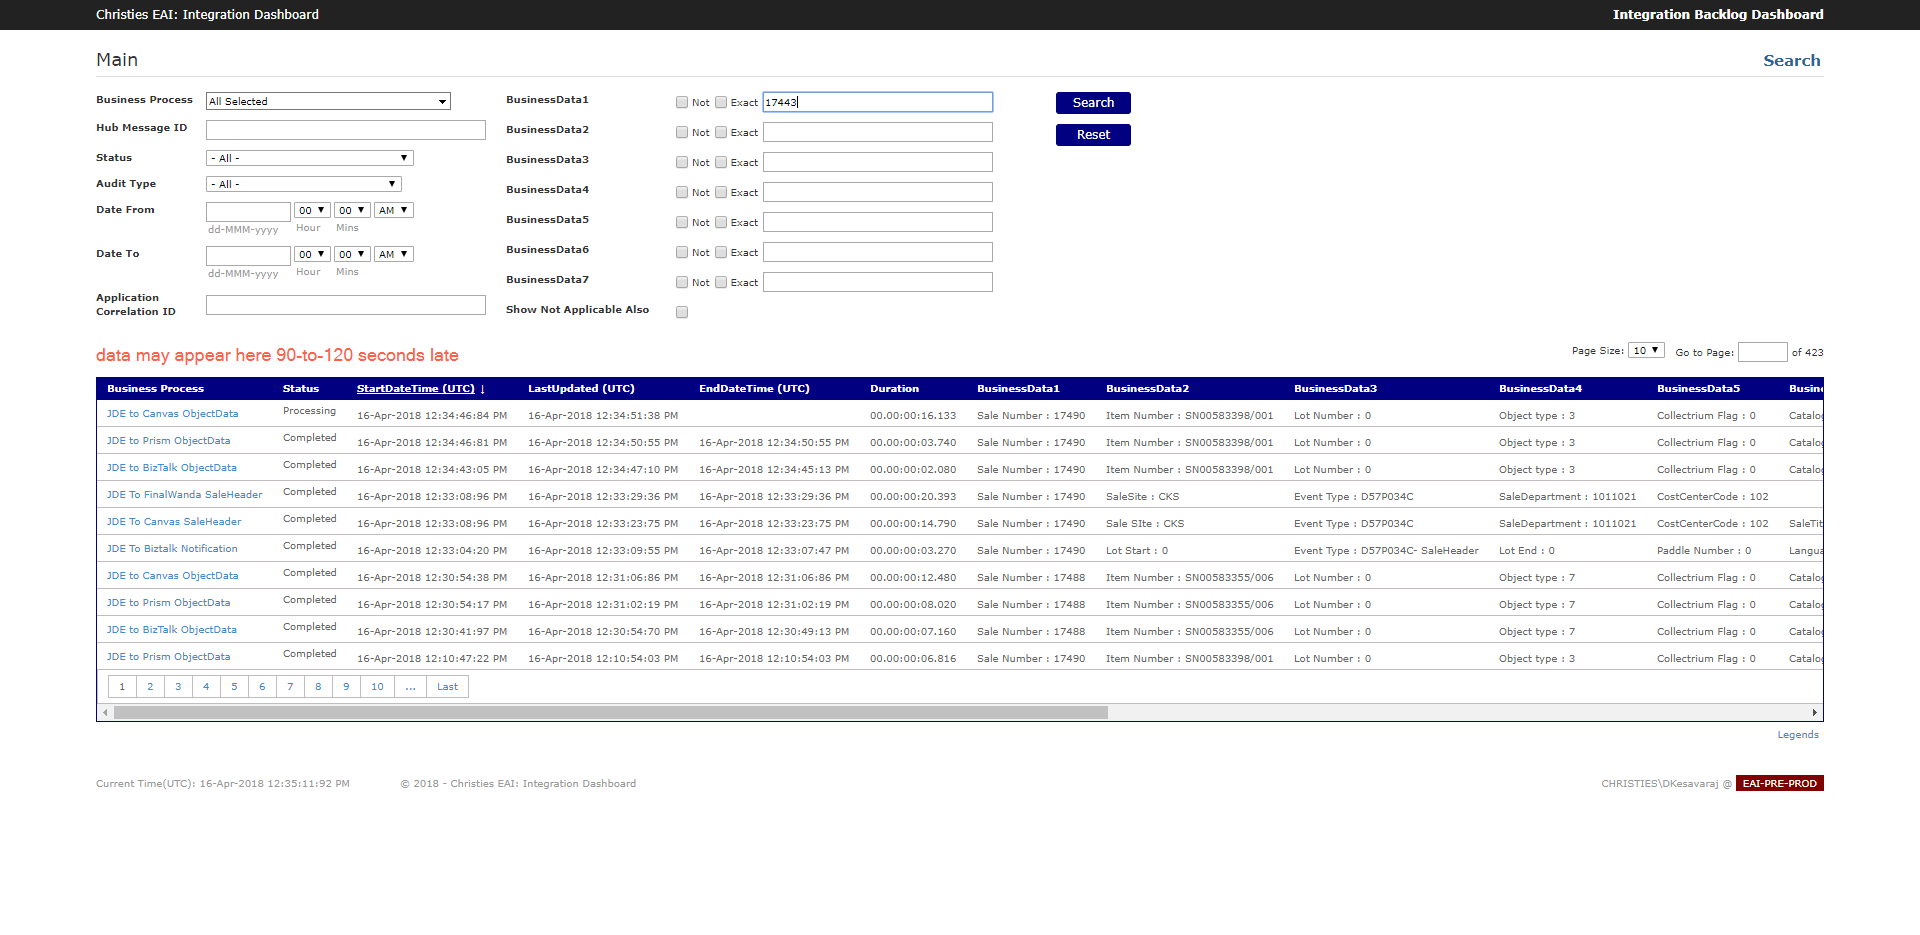 Christies EAI: Integration Dashboard Integration Backlog Dashboard
Main Search
Business Process All Selected BusinessData1 Not Exact 17443 Search
Hub Message ID BusinessData2 Not Exact Reset
Status - All - BusinessData3 Not Exact
Audit Type - All - BusinessData4 Not Exact
Date From 00 00 AM BusinessData5 Not Exact
dd-MMM-yyyy Hour Mins
Date To 00 00 AM BusinessData6 Not Exact
dd-MMM-yyyy Hour Mins BusinessData7 Not Exact
Application
Correlation ID Show Not Applicable Also
data may appear here 90-to-120 seconds late Page Size: 10 Go to Page: of 423
Business Process Status StartDateTime (UTC) ↓ LastUpdated (UTC) EndDateTime (UTC) Duration BusinessData1 BusinessData2 BusinessData3 BusinessData4 BusinessData5 Busin
JDE to Canvas ObjectData Processing 16-Apr-2018 12:34:46:84 PM 16-Apr-2018 12:34:51:38 PM 00.00:00:16.133 Sale Number : 17490 Item Number : SN00583398/001 Lot Number : 0 Object type : 3 Collectrium Flag : 0 Catalo
JDE to Prism ObjectData Completed 16-Apr-2018 12:34:46:81 PM 16-Apr-2018 12:34:50:55 PM 16-Apr-2018 12:34:50:55 PM 00.00:00:03.740 Sale Number : 17490 Item Number : SN00583398/001 Lot Number : 0 Object type : 3 Collectrium Flag : 0 Catalo
JDE to BizTalk ObjectData Completed 16-Apr-2018 12:34:43:05 PM 16-Apr-2018 12:34:47:10 PM 16-Apr-2018 12:34:45:13 PM 00.00:00:02.080 Sale Number : 17490 Item Number : SN00583398/001 Lot Number : 0 Object type : 3 Collectrium Flag : 0 Catalo
JDE To FinalWanda SaleHeader Completed 16-Apr-2018 12:33:08:96 PM 16-Apr-2018 12:33:29:36 PM 16-Apr-2018 12:33:29:36 PM 00.00:00:20.393 Sale Number : 17490 SaleSite : CKS Event Type : D57P034C SaleDepartment : 1011021 CostCenterCode : 102
JDE To Canvas SaleHeader Completed 16-Apr-2018 12:33:08:96 PM 16-Apr-2018 12:33:23:75 PM 16-Apr-2018 12:33:23:75 PM 00.00:00:14.790 Sale Number : 17490 Sale SIte : CKS Event Type : D57P034C SaleDepartment : 1011021 CostCenterCode : 102 SaleTit
JDE To Biztalk Notification Completed 16-Apr-2018 12:33:04:20 PM 16-Apr-2018 12:33:09:55 PM 16-Apr-2018 12:33:07:47 PM 00.00:00:03.270 Sale Number : 17490 Lot Start : 0 Event Type : D57P034C- SaleHeader Lot End : 0 Paddle Number : 0 Langua
JDE to Canvas ObjectData Completed 16-Apr-2018 12:30:54:38 PM 16-Apr-2018 12:31:06:86 PM 16-Apr-2018 12:31:06:86 PM 00.00:00:12.480 Sale Number : 17488 Item Number : SN00583355/006 Lot Number : 0 Object type : 7 Collectrium Flag : 0 Catalo
JDE to Prism ObjectData Completed 16-Apr-2018 12:30:54:17 PM 16-Apr-2018 12:31:02:19 PM 16-Apr-2018 12:31:02:19 PM 00.00:00:08.020 Sale Number : 17488 Item Number : SN00583355/006 Lot Number : 0 Object type : 7 Collectrium Flag : 0 Catalo
JDE to BizTalk ObjectData Completed 16-Apr-2018 12:30:41:97 PM 16-Apr-2018 12:30:54:70 PM 16-Apr-2018 12:30:49:13 PM 00.00:00:07.160 Sale Number : 17488 Item Number : SN00583355/006 Lot Number : 0 Object type : 7 Collectrium Flag : 0 Catalo
JDE to Prism ObjectData Completed 16-Apr-2018 12:10:47:22 PM 16-Apr-2018 12:10:54:03 PM 16-Apr-2018 12:10:54:03 PM 00.00:00:06.816 Sale Number : 17490 Item Number : SN00583398/001 Lot Number : 0 Object type : 3 Collectrium Flag : 0 Catalo
1 2 3 4 5 6 7 8 9 10 ... Last
Legends
Current Time(UTC): 16-Apr-2018 12:35:11:92 PM © 2018 - Christies EAI: Integration Dashboard CHRISTIES\DKesavaraj @ EAI-PRE-PROD